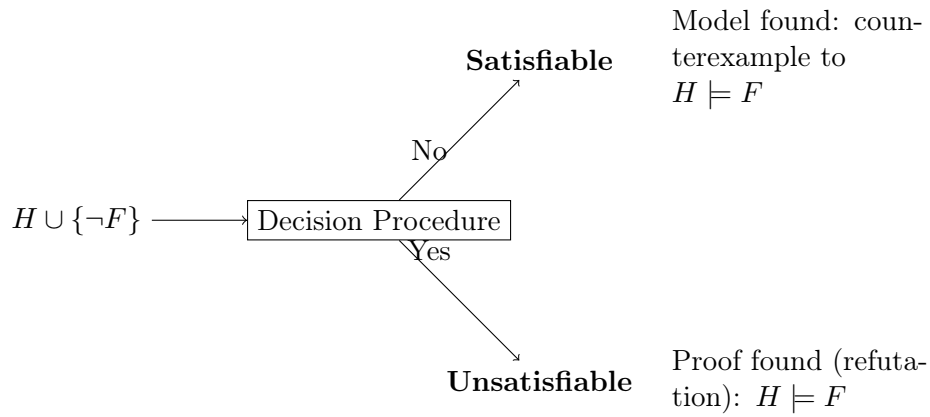 Model found: coun-
terexample to
H ⊨ F
Satisfiable
No
H ∪ {¬F}
Decision Procedure
Yes
Unsatisfiable
Proof found (refuta-
tion): H ⊨ F